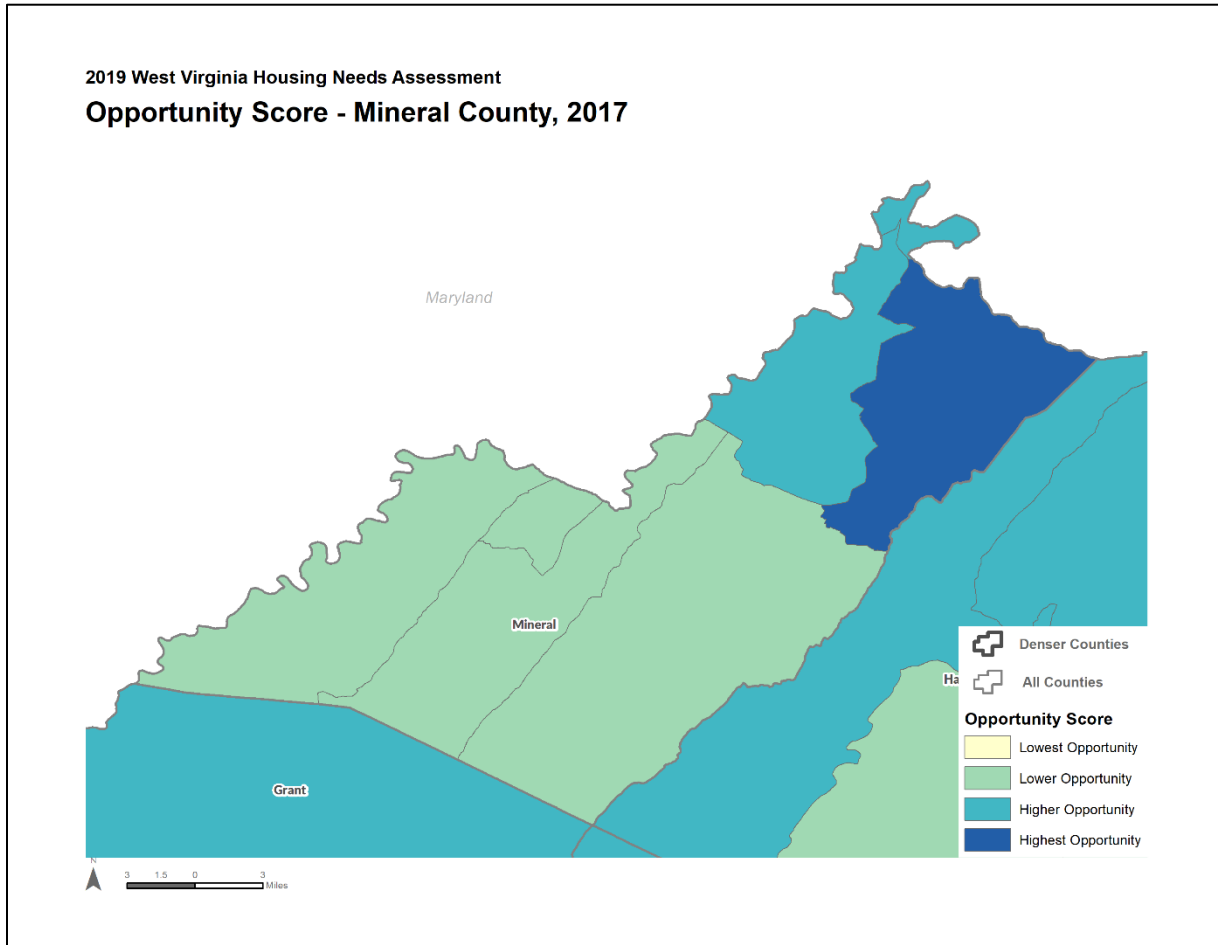 2019 West Virginia Housing Needs Assessment
Opportunity Score - Mineral County, 2017
Maryland
Mineral
Denser Counties
Ha
All Counties
Opportunity Score
Lowest Opportunity
Lower Opportunity
Grant
Higher Opportunity
Highest Opportunity
N
3 1.5 0 3
Miles